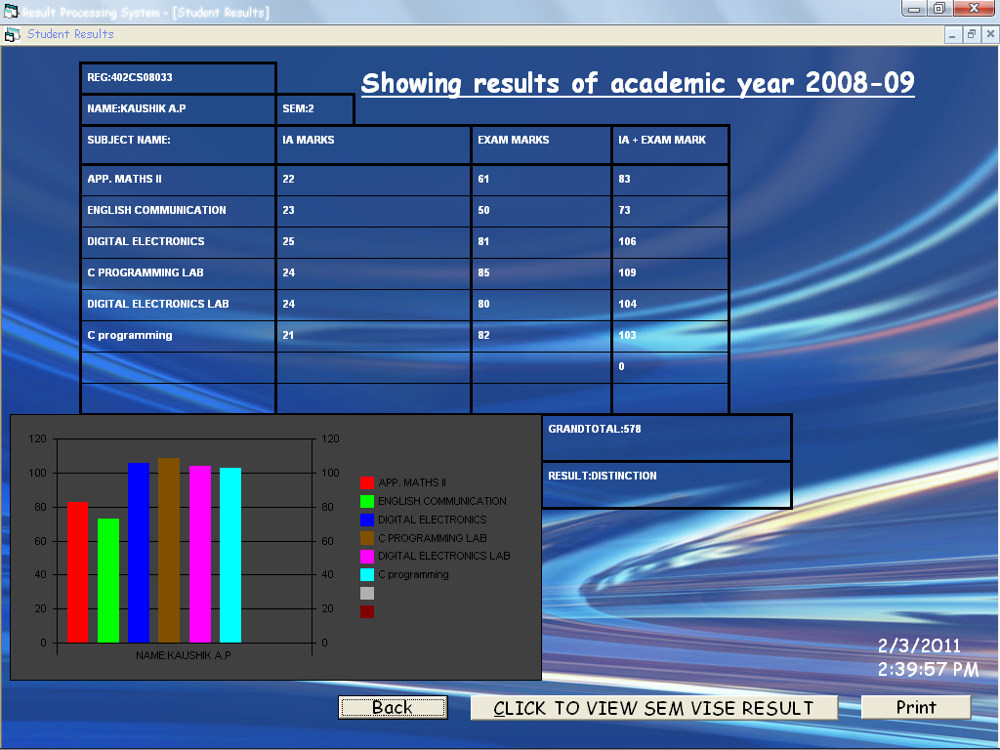 Result Processing System - [Student Results]
Student Results
REG:402CS08033
Showing results of academic year 2008-09
NAME:KAUSHIK A.P SEM:2
SUBJECT NAME: IA MARKS EXAM MARKS IA + EXAM MARK
APP. MATHS II 22 61 83
ENGLISH COMMUNICATION 23 50 73
DIGITAL ELECTRONICS 25 81 106
C PROGRAMMING LAB 24 85 109
DIGITAL ELECTRONICS LAB 24 80 104
C programming 21 82 103
0
GRANDTOTAL:578
RESULT:DISTINCTION
120 120
100 100
80 80
60 60
40 40
20 20
0 0
NAME:KAUSHIK A.P
APP. MATHS II
ENGLISH COMMUNICATION
DIGITAL ELECTRONICS
C PROGRAMMING LAB
DIGITAL ELECTRONICS LAB
C programming
2/3/2011
2:39:57 PM
Back CLICK TO VIEW SEM VISE RESULT Print